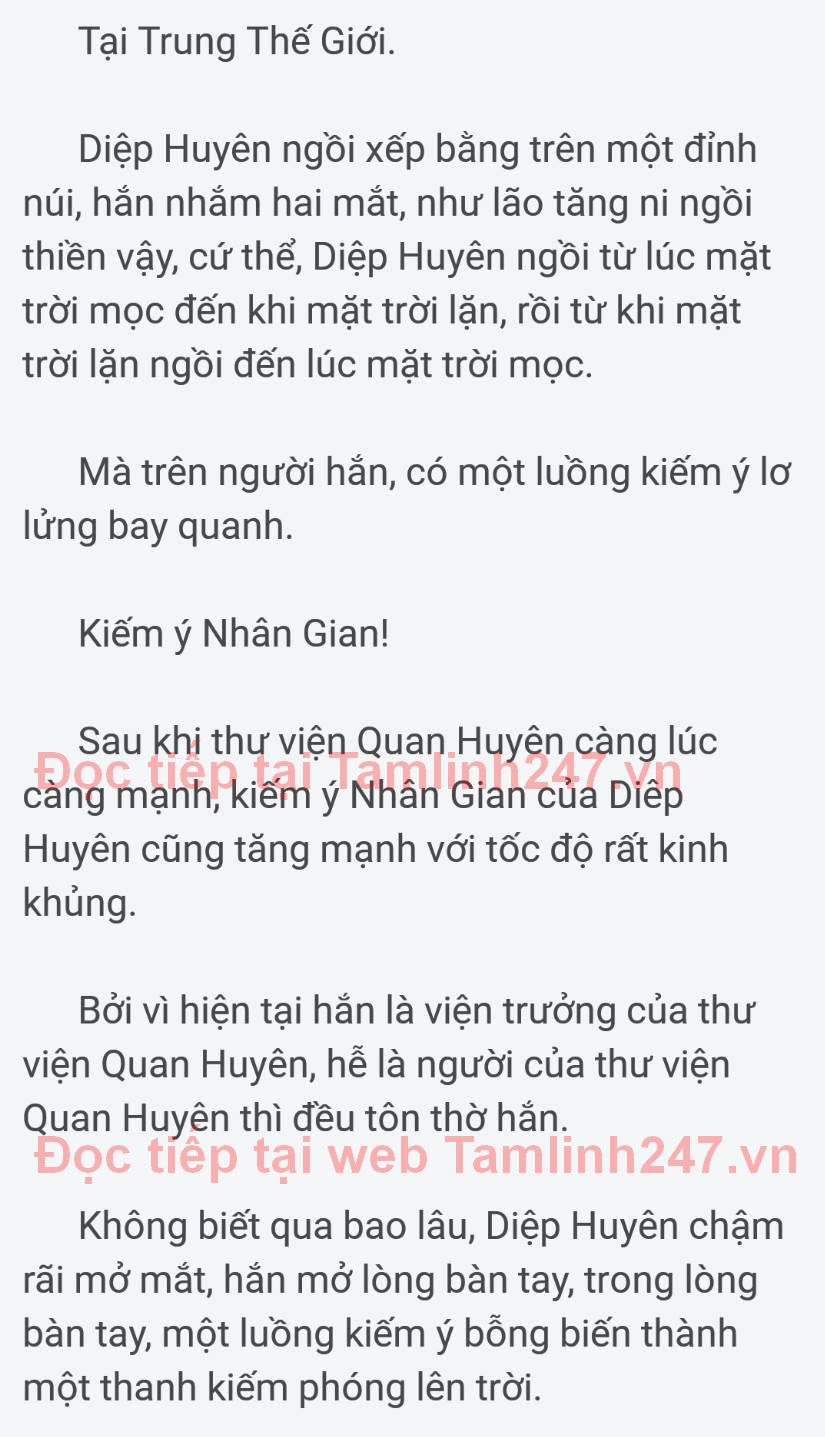 Tại Trung Thế Giới.
Diệp Huyên ngồi xếp bằng trên một đỉnh
núi, hắn nhắm hai mắt, như lão tăng ni ngồi
thiền vậy, cứ thể, Diệp Huyên ngồi từ lúc mặt
trời mọc đến khi mặt trời lặn, rồi từ khi mặt
trời lặn ngồi đến lúc mặt trời mọc.
Mà trên người hắn, có một luồng kiếm ý lơ
lửng bay quanh.
Kiếm ý Nhân Gian!
Sau khi thư viện Quan Huyên càng lúc
Đọc tiếp tại Tamlinh247.vn
càng mạnh, kiếm ý Nhân Gian của Diêp
Huyên cũng tăng mạnh với tốc độ rất kinh
khủng.
Bởi vì hiện tại hắn là viện trưởng của thư
viện Quan Huyên, hễ là người của thư viện
Quan Huyên thì đều tôn thờ hắn.
Đọc tiếp tại web Tamlinh247.vn
Không biết qua bao lâu, Diệp Huyên chậm
rãi mở mắt, hắn mở lòng bàn tay, trong lòng
bàn tay, một luồng kiếm ý bỗng biến thành
một thanh kiếm phóng lên trời.